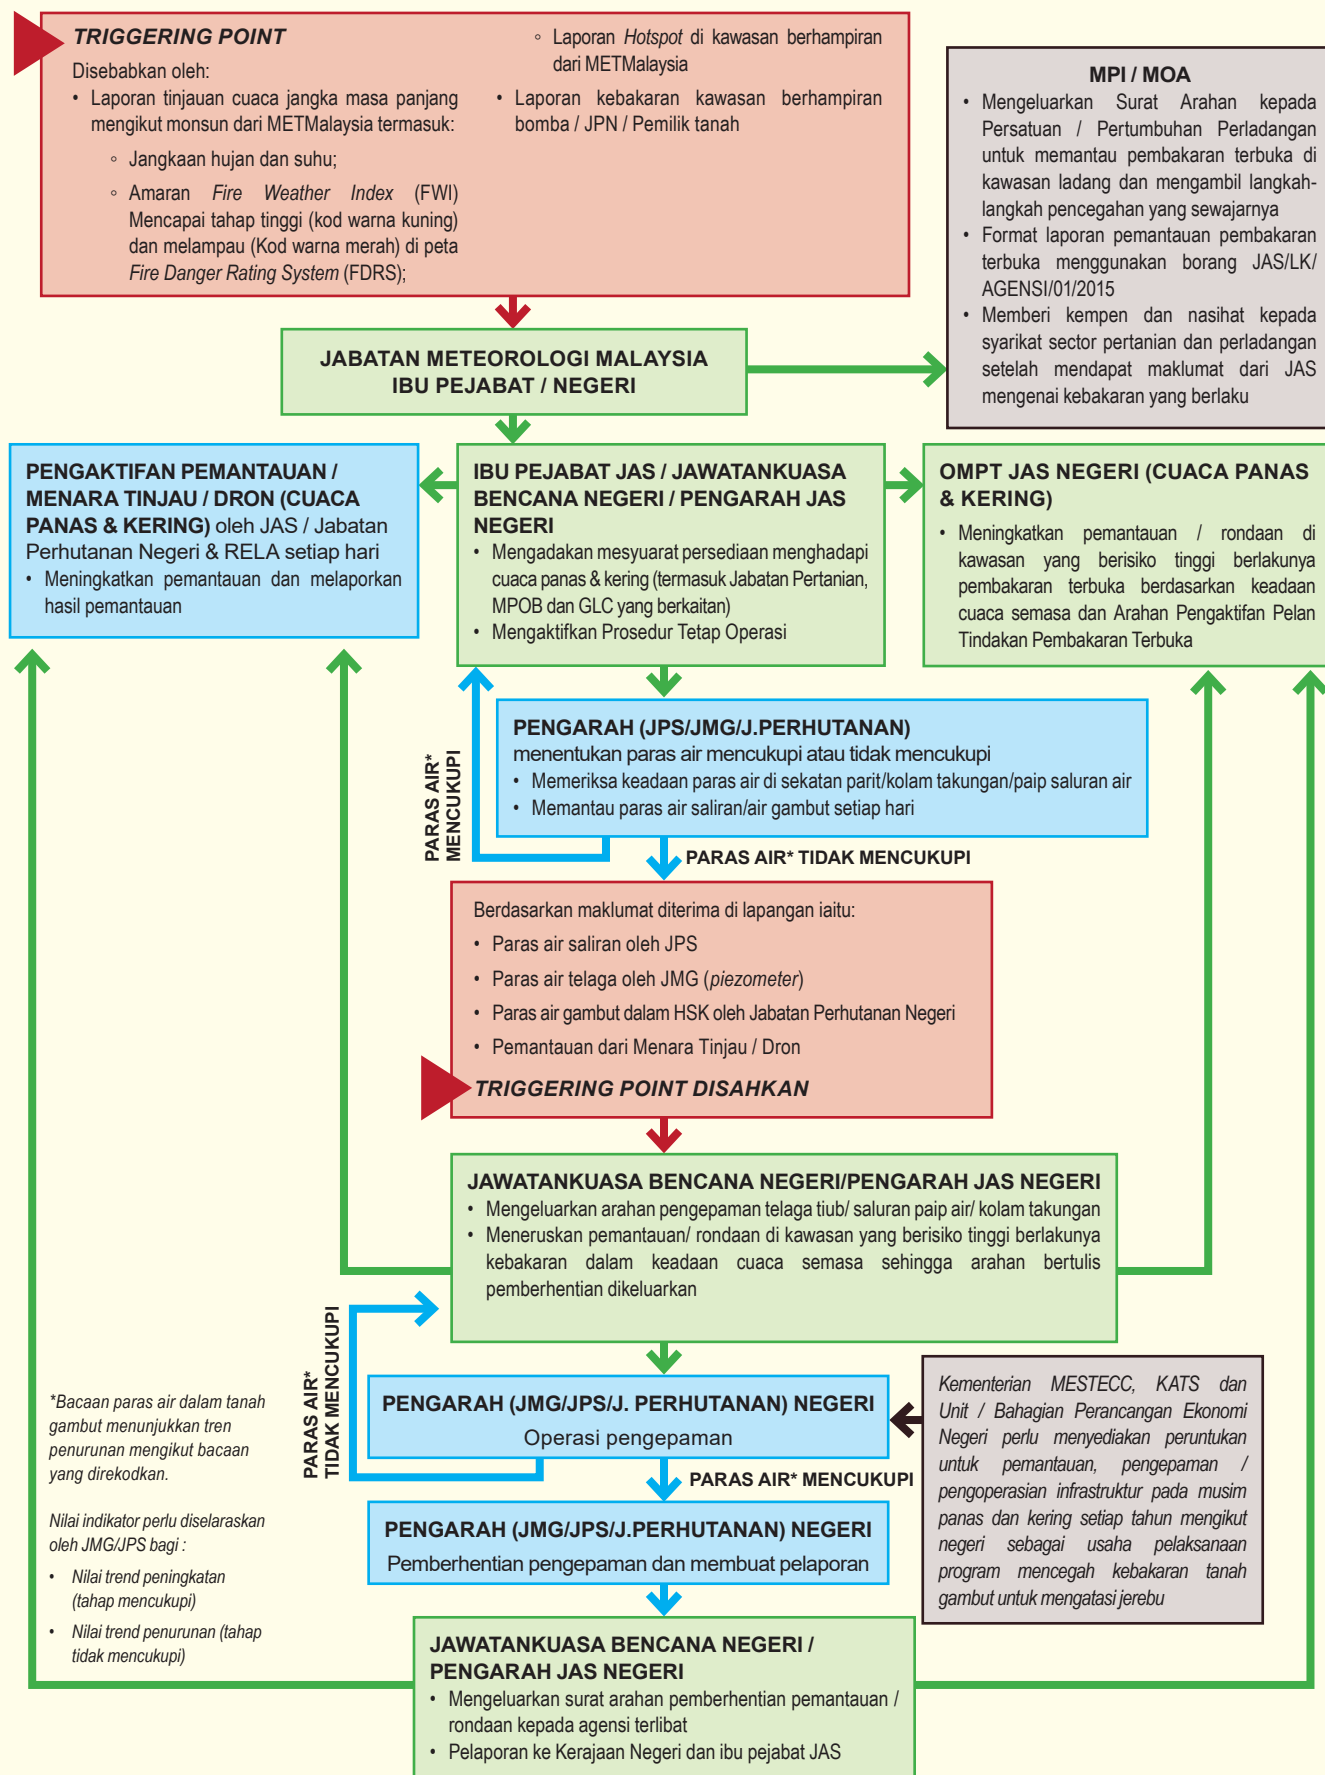 TRIGGERING POINT
Disebabkan oleh:
• Laporan tinjauan cuaca jangka masa panjang
mengikut monsun dari METMalaysia termasuk:
◦ Jangkaan hujan dan suhu;
◦ Amaran Fire Weather Index (FWI)
Mencapai tahap tinggi (kod warna kuning)
dan melampau (Kod warna merah) di peta
Fire Danger Rating System (FDRS);
◦ Laporan Hotspot di kawasan berhampiran
dari METMalaysia
• Laporan kebakaran kawasan berhampiran
bomba / JPN / Pemilik tanah
MPI / MOA
• Mengeluarkan Surat Arahan kepada
Persatuan / Pertumbuhan Perladangan
untuk memantau pembakaran terbuka di
kawasan ladang dan mengambil langkah-
langkah pencegahan yang sewajarnya
• Format laporan pemantauan pembakaran
terbuka menggunakan borang JAS/LK/
AGENSI/01/2015
• Memberi kempen dan nasihat kepada
syarikat sector pertanian dan perladangan
setelah mendapat maklumat dari JAS
mengenai kebakaran yang berlaku
JABATAN METEOROLOGI MALAYSIA
IBU PEJABAT / NEGERI
PENGAKTIFAN PEMANTAUAN /
MENARA TINJAU / DRON (CUACA
PANAS & KERING) oleh JAS / Jabatan
Perhutanan Negeri & RELA setiap hari
• Meningkatkan pemantauan dan melaporkan
hasil pemantauan
IBU PEJABAT JAS / JAWATANKUASA
BENCANA NEGERI / PENGARAH JAS
NEGERI
• Mengadakan mesyuarat persediaan menghadapi
cuaca panas & kering (termasuk Jabatan Pertanian,
MPOB dan GLC yang berkaitan)
• Mengaktifkan Prosedur Tetap Operasi
OMPT JAS NEGERI (CUACA PANAS
& KERING)
• Meningkatkan pemantauan / rondaan di
kawasan yang berisiko tinggi berlakunya
pembakaran terbuka berdasarkan keadaan
cuaca semasa dan Arahan Pengaktifan Pelan
Tindakan Pembakaran Terbuka
PENGARAH (JPS/JMG/J.PERHUTANAN)
menentukan paras air mencukupi atau tidak mencukupi
• Memeriksa keadaan paras air di sekatan parit/kolam takungan/paip saluran air
• Memantau paras air saliran/air gambut setiap hari
PARAS AIR*
MENCUKUPI
PARAS AIR* TIDAK MENCUKUPI
Berdasarkan maklumat diterima di lapangan iaitu:
• Paras air saliran oleh JPS
• Paras air telaga oleh JMG (piezometer)
• Paras air gambut dalam HSK oleh Jabatan Perhutanan Negeri
• Pemantauan dari Menara Tinjau / Dron
TRIGGERING POINT DISAHKAN
JAWATANKUASA BENCANA NEGERI/PENGARAH JAS NEGERI
• Mengeluarkan arahan pengepaman telaga tiub/ saluran paip air/ kolam takungan
• Meneruskan pemantauan/ rondaan di kawasan yang berisiko tinggi berlakunya
kebakaran dalam keadaan cuaca semasa sehingga arahan bertulis
pemberhentian dikeluarkan
PARAS AIR*
TIDAK MENCUKUPI
PENGARAH (JMG/JPS/J. PERHUTANAN) NEGERI
Operasi pengepaman
Kementerian MESTECC, KATS dan
Unit / Bahagian Perancangan Ekonomi
Negeri perlu menyediakan peruntukan
untuk pemantauan, pengepaman /
pengoperasian infrastruktur pada musim
panas dan kering setiap tahun mengikut
negeri sebagai usaha pelaksanaan
program mencegah kebakaran tanah
gambut untuk mengatasi jerebu
PARAS AIR* MENCUKUPI
PENGARAH (JMG/JPS/J.PERHUTANAN) NEGERI
Pemberhentian pengepaman dan membuat pelaporan
*Bacaan paras air dalam tanah
gambut menunjukkan tren
penurunan mengikut bacaan
yang direkodkan.
Nilai indikator perlu diselaraskan
oleh JMG/JPS bagi :
• Nilai trend peningkatan
(tahap mencukupi)
• Nilai trend penurunan (tahap
tidak mencukupi)
JAWATANKUASA BENCANA NEGERI /
PENGARAH JAS NEGERI
• Mengeluarkan surat arahan pemberhentian pemantauan /
rondaan kepada agensi terlibat
• Pelaporan ke Kerajaan Negeri dan ibu pejabat JAS